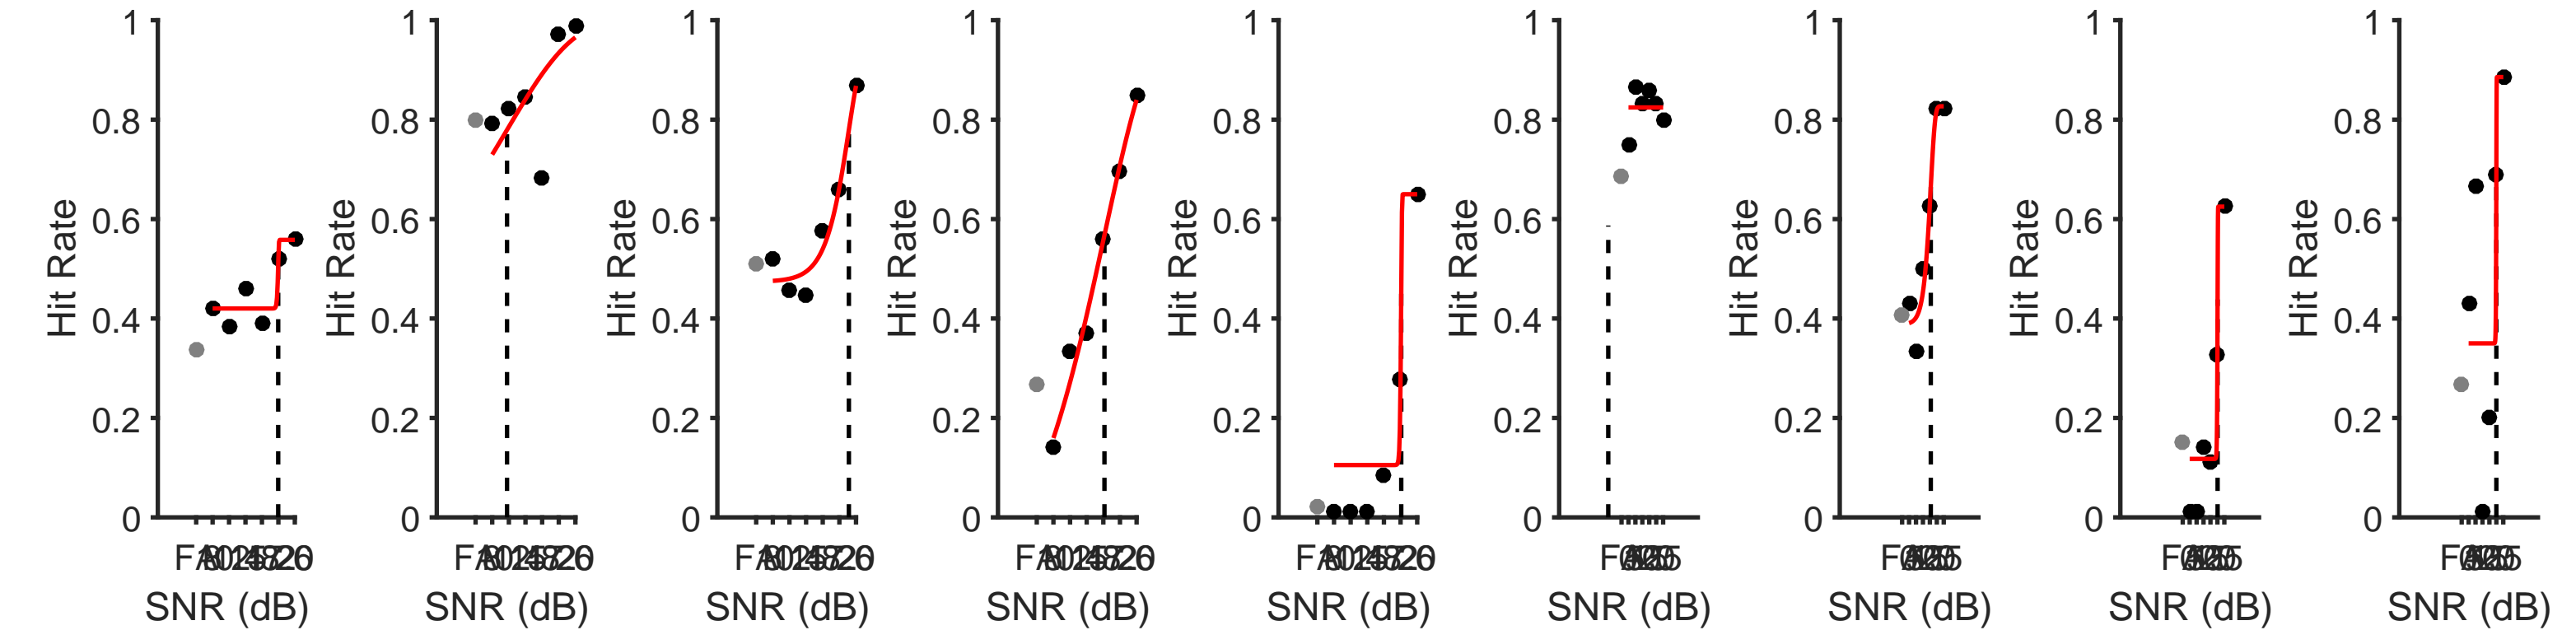 1 1 1 1 1 1 1 1 1
0.8 0.8 0.8 0.8 0.8 0.8 0.8 0.8 0.8
0.6 0.6 0.6 0.6 0.6 0.6 0.6 0.6 0.6
0.4 0.4 0.4 0.4 0.4 0.4 0.4 0.4 0.4
0.2 0.2 0.2 0.2 0.2 0.2 0.2 0.2 0.2
0 0 0 0 0 0 0 0 0
Hit Rate Hit Rate Hit Rate Hit Rate Hit Rate Hit Rate Hit Rate Hit Rate Hit Rate
SNR (dB) SNR (dB) SNR (dB) SNR (dB) SNR (dB) SNR (dB) SNR (dB) SNR (dB) SNR (dB)